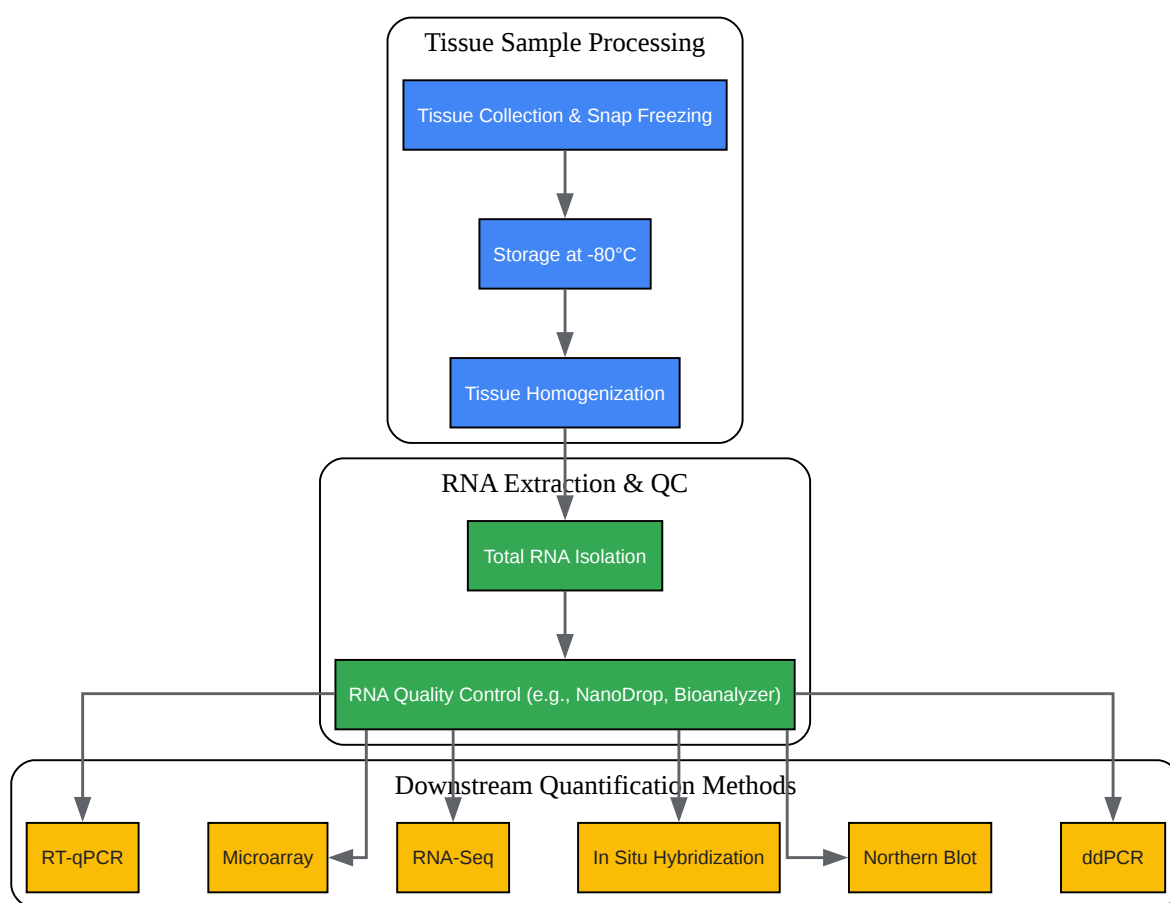 Tissue Sample Processing
Tissue Collection & Snap Freezing
Storage at -80°C
Tissue Homogenization
RNA Extraction & QC
Total RNA Isolation
RNA Quality Control (e.g., NanoDrop, Bioanalyzer)
Downstream Quantification Methods
RT-qPCR
Microarray
RNA-Seq
In Situ Hybridization
Northern Blot
ddPCR